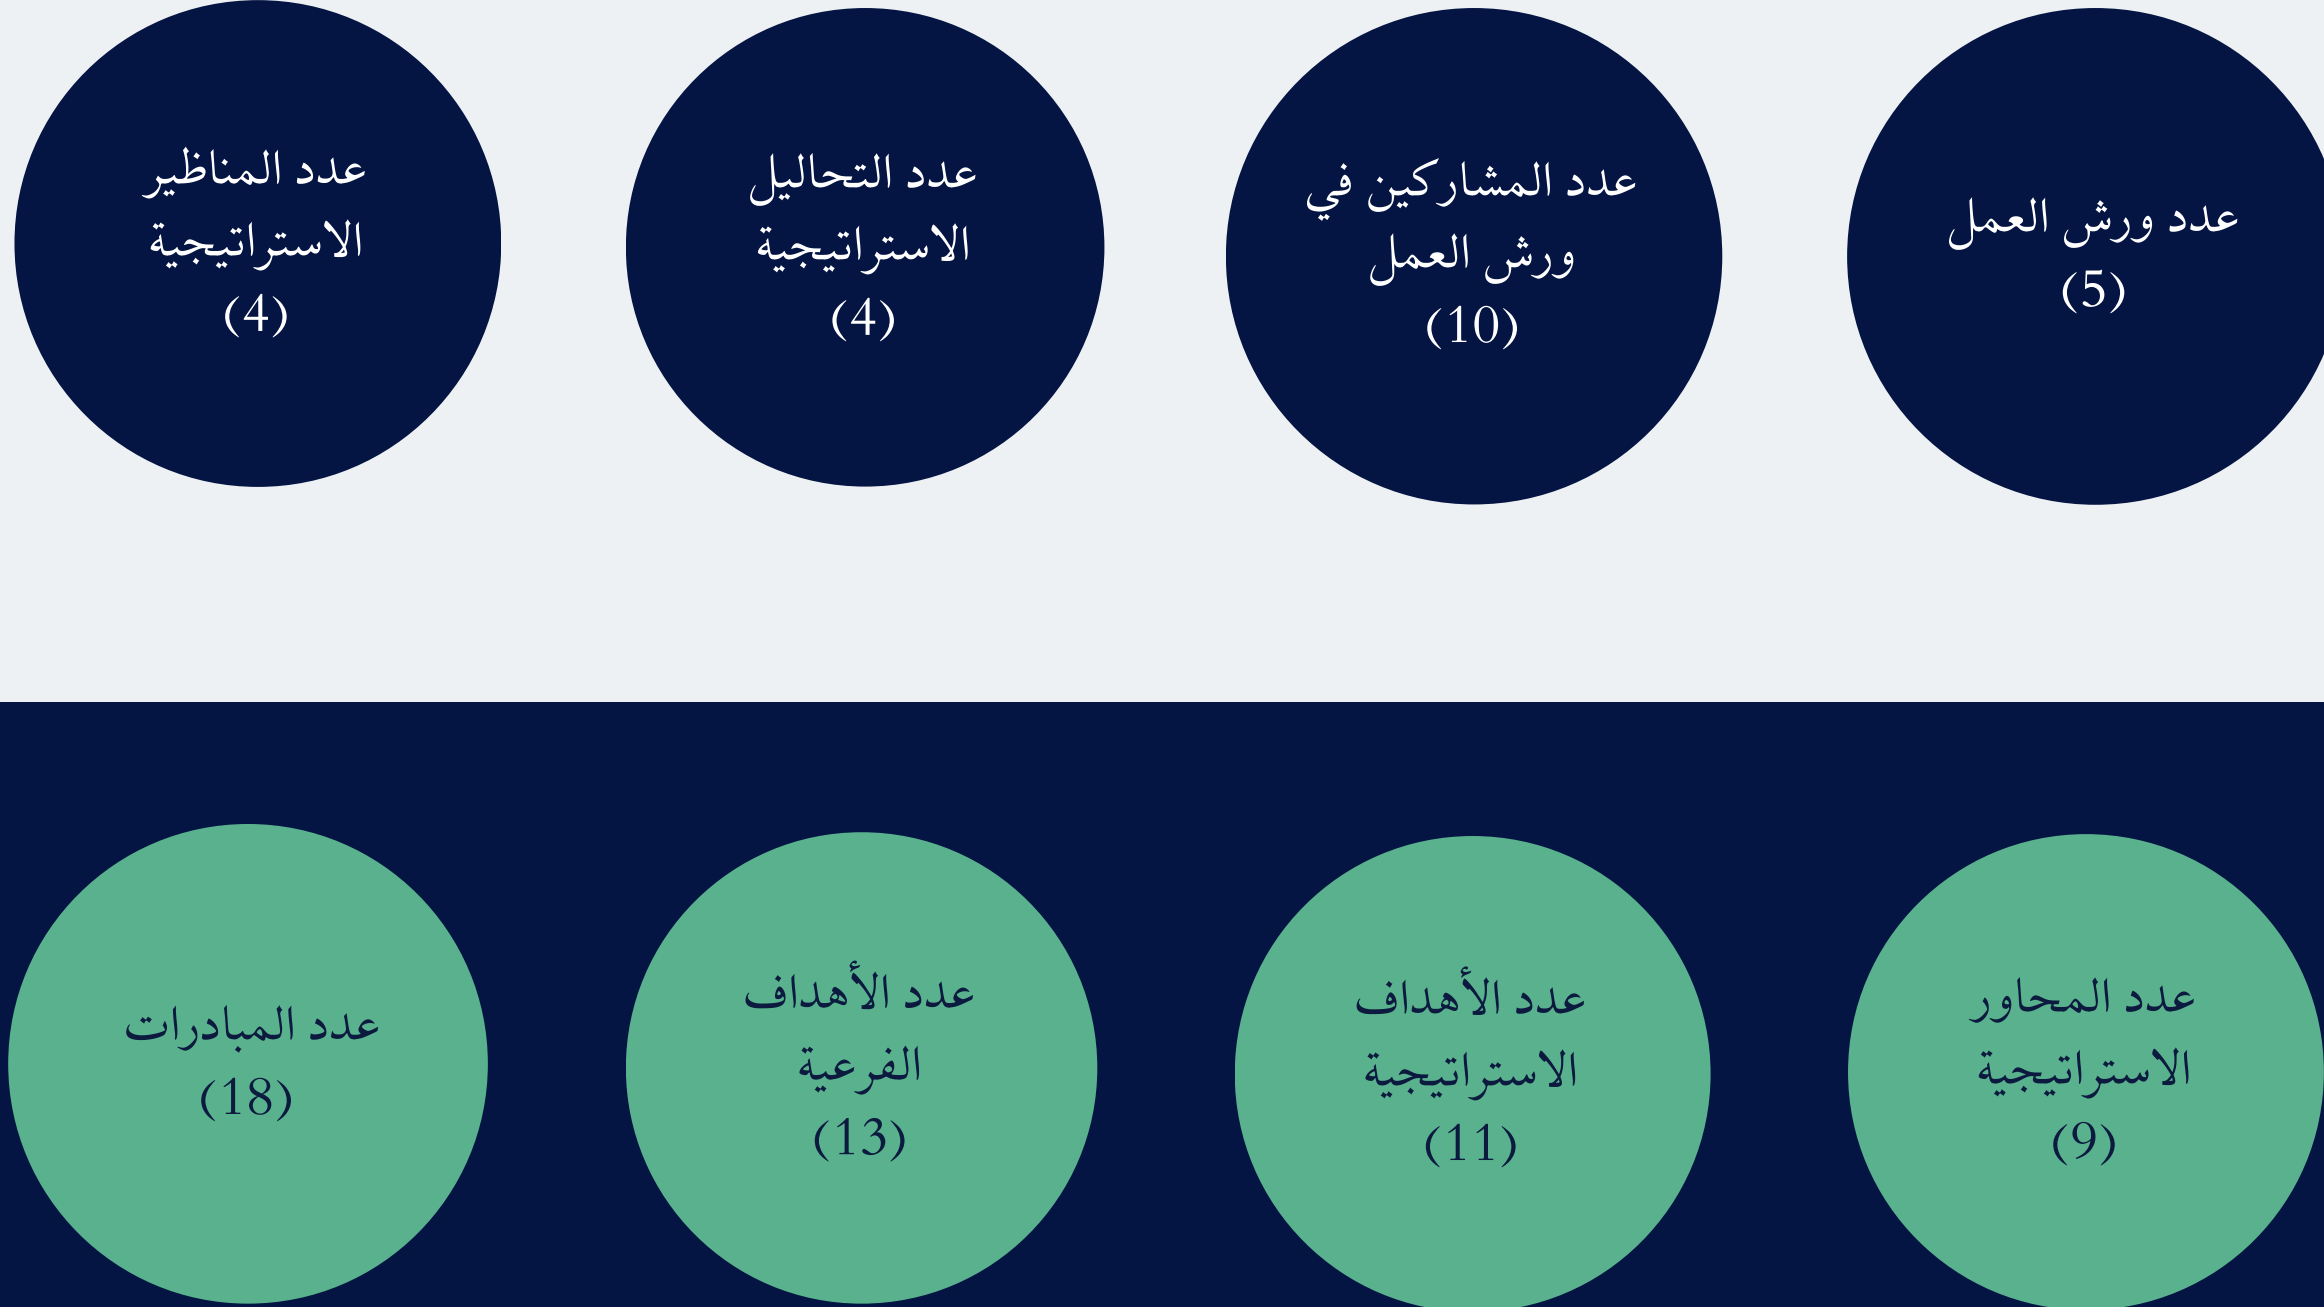 عدد ورش العمل
(5)
عدد المشاركين في
ورش العمل
(10)
عدد التحاليل
الاستراتيجية
(4)
عدد المناظير
الاستراتيجية
(4)
عدد المحاور
الاستراتيجية
(9)
عدد الأهداف
الاستراتيجية
(11)
عدد الأهداف
الفرعية
(13)
عدد المبادرات
(18)